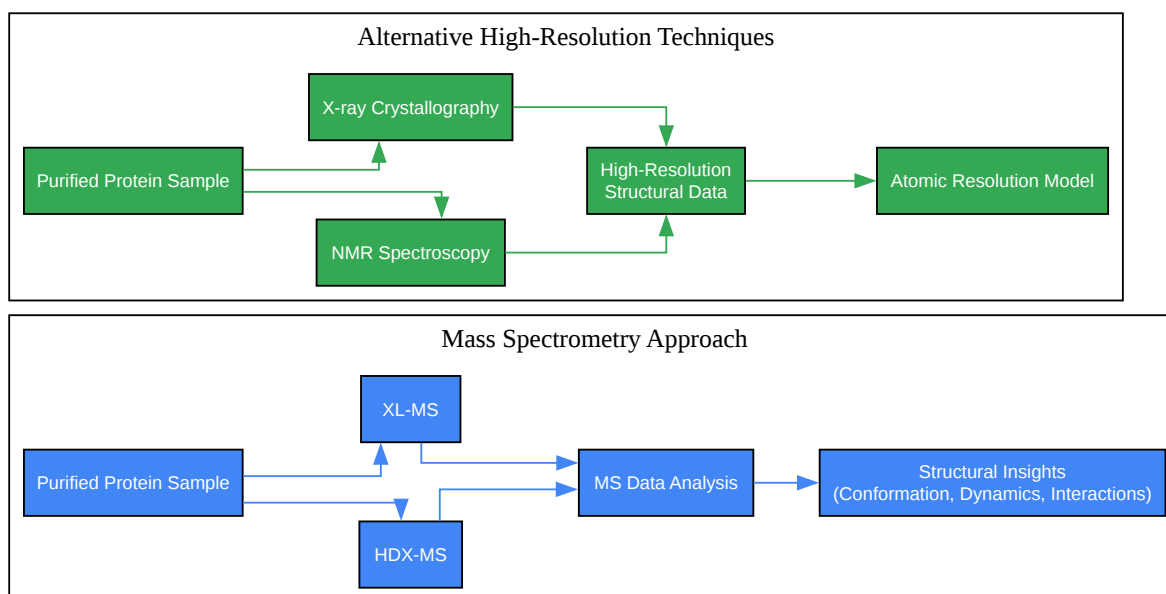 Alternative High-Resolution Techniques
X-ray Crystallography
Purified Protein Sample
High-Resolution
Structural Data
Atomic Resolution Model
NMR Spectroscopy
Mass Spectrometry Approach
XL-MS
Purified Protein Sample
MS Data Analysis
Structural Insights
(Conformation, Dynamics, Interactions)
HDX-MS